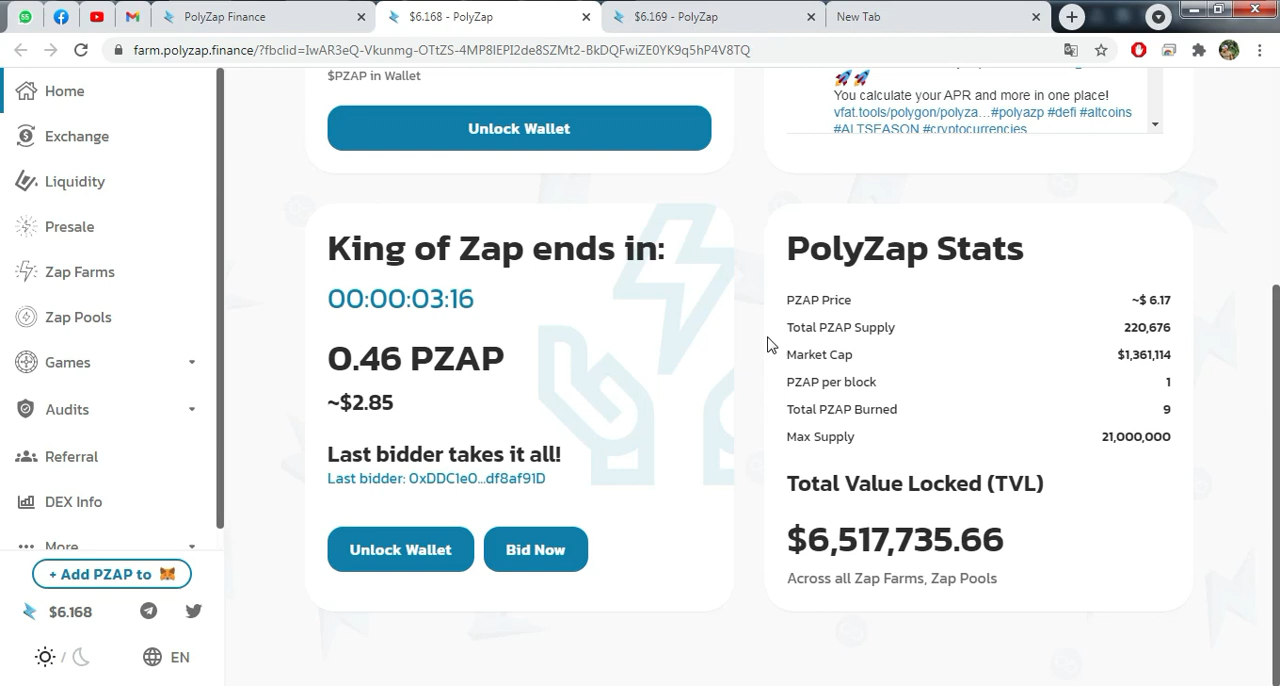 PolyZap Finance
$6.168 - PolyZap
$6.169 - PolyZap
New Tab
farm.polyzap.finance/?fbclid=IwAR3eQ-Vkunmg-OTtZS-4MP8IEPI2de8SZMt2-BkDQFwiZE0YK9q5hP4V8TQ
Home
Exchange
Liquidity
Presale
Zap Farms
Zap Pools
Games
Audits
Referral
DEX Info
More
+ Add PZAP to
$6.168
/
EN
$PZAP in Wallet
Unlock Wallet
You calculate your APR and more in one place!
vfat.tools/polygon/polyza…#polyazp #defi #altcoins
#ALTSEASON #cryptocurrencies
King of Zap ends in:
00:00:03:16
0.46 PZAP
~$2.85
Last bidder takes it all!
Last bidder: 0xDDC1e0...df8af91D
Unlock Wallet
Bid Now
PolyZap Stats
PZAP Price ~$ 6.17
Total PZAP Supply 220,676
Market Cap $1,361,114
PZAP per block 1
Total PZAP Burned 9
Max Supply 21,000,000
Total Value Locked (TVL)
$6,517,735.66
Across all Zap Farms, Zap Pools